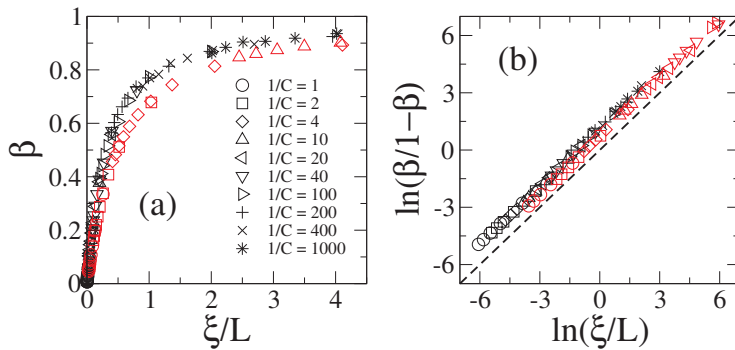 1
0.8
0.6
0.4
0.2
0
β
0 1 2 3 4
ξ/L
(a)
1/C = 1
1/C = 2
1/C = 4
1/C = 10
1/C = 20
1/C = 40
1/C = 100
1/C = 200
1/C = 400
1/C = 1000
(b)
6
3
0
-3
-6
ln(β/1−β)
-6 -3 0 3 6
ln(ξ/L)